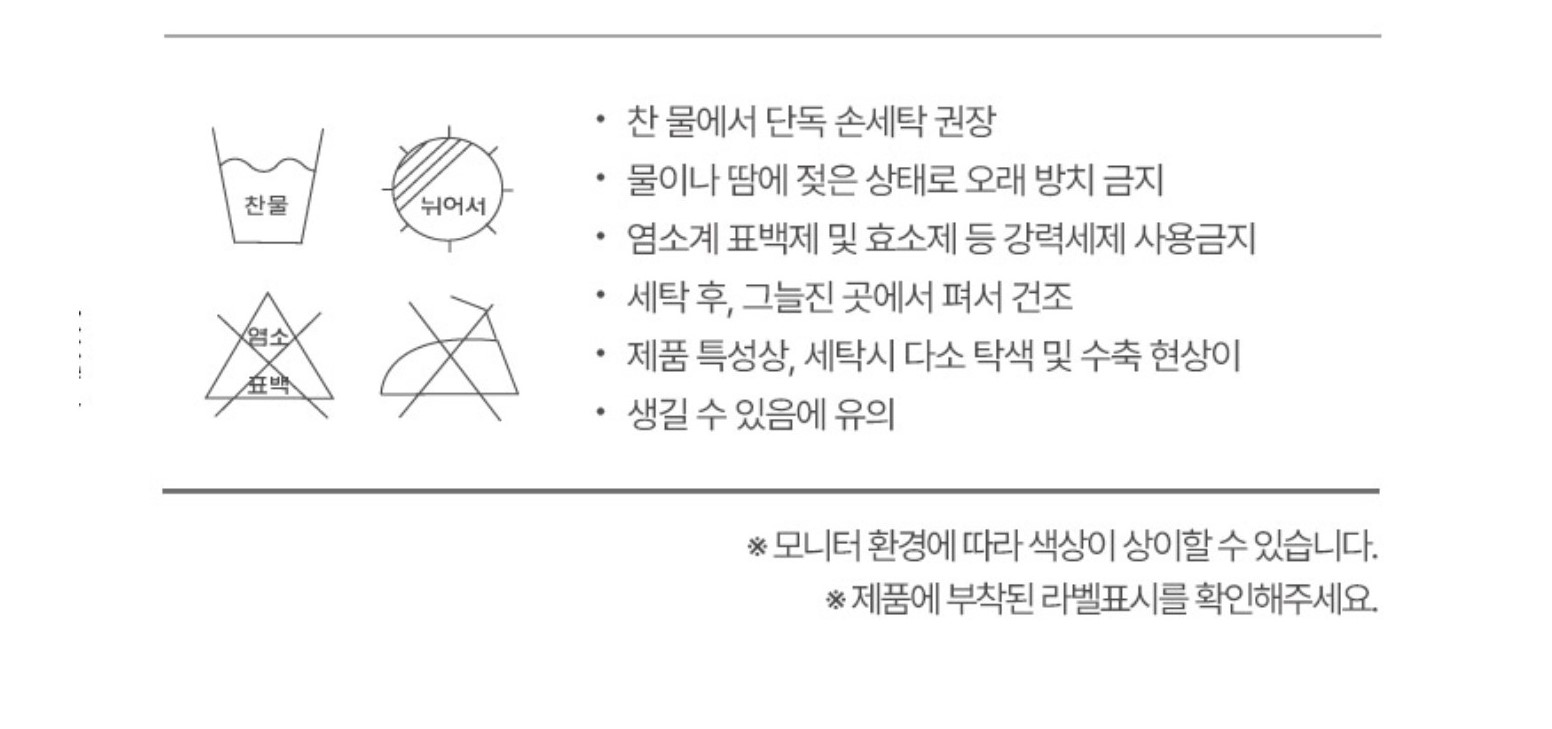 찬물
뉘어서
염소
표백
• 찬 물에서 단독 손세탁 권장
• 물이나 땀에 젖은 상태로 오래 방치 금지
• 염소계 표백제 및 효소제 등 강력세제 사용금지
• 세탁 후, 그늘진 곳에서 펴서 건조
• 제품 특성상, 세탁시 다소 탁색 및 수축 현상이
• 생길 수 있음에 유의
※ 모니터 환경에 따라 색상이 상이할 수 있습니다.
※ 제품에 부착된 라벨표시를 확인해주세요.